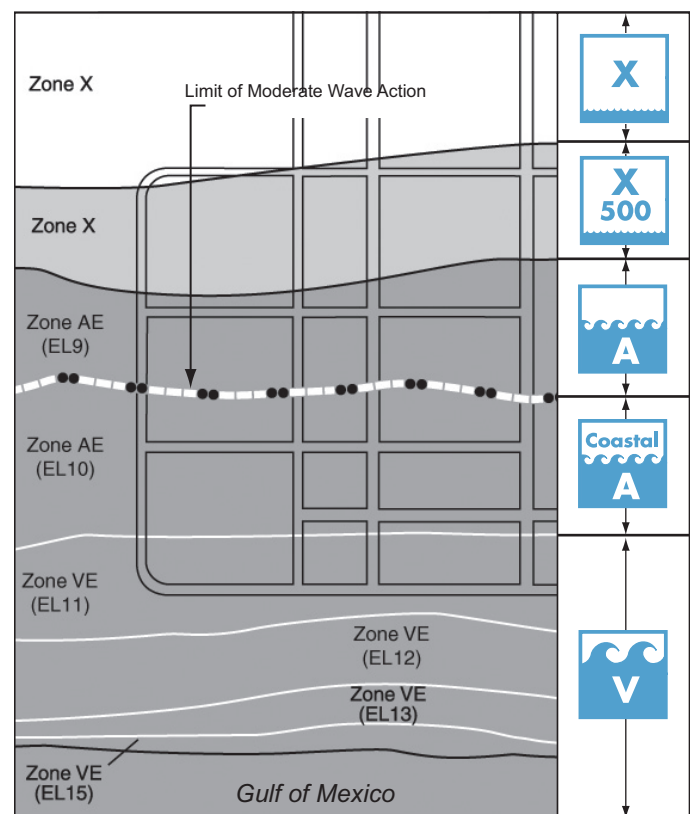 Zone X
Limit of Moderate Wave Action
X
Zone X
X
500
Zone AE
(EL9)
A
Zone AE
(EL10)
Coastal
A
Zone VE
(EL11)
Zone VE
(EL12)
V
Zone VE
(EL13)
Zone VE
(EL15)
Gulf of Mexico